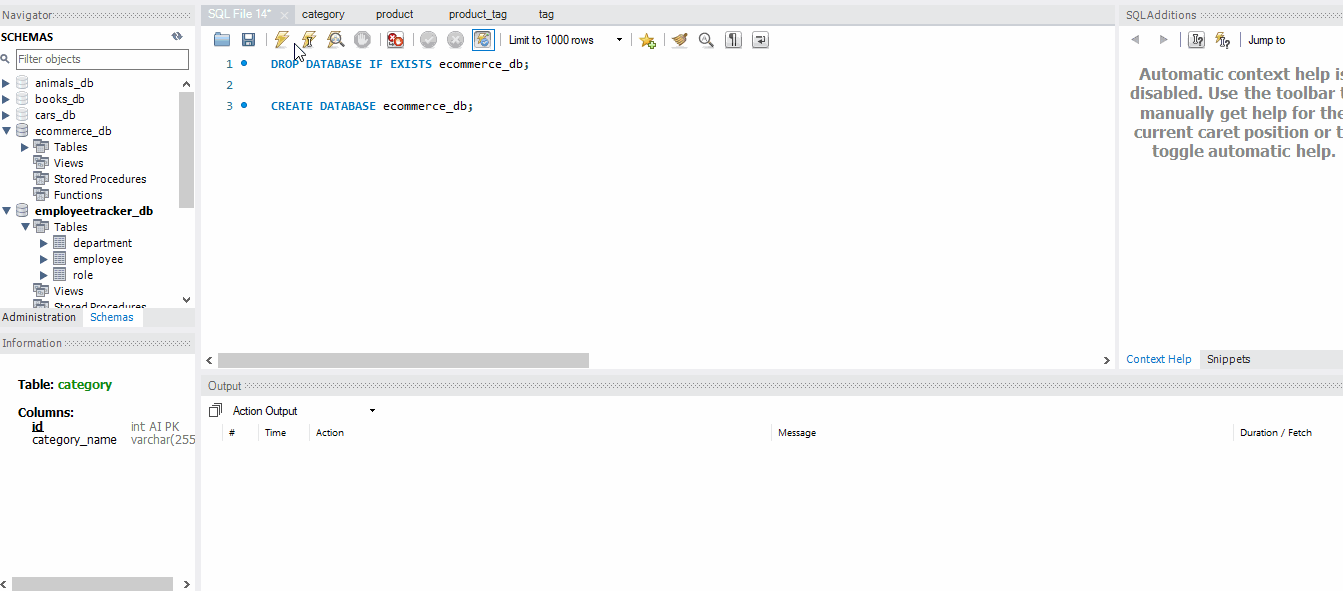 Navigator
SCHEMAS
Filter objects
animals_db
books_db
cars_db
ecommerce_db
Tables
Views
Stored Procedures
Functions
employeetracker_db
Tables
department
employee
role
Views
Stored Procedures
Administration Schemas
Information
Table: category
Columns:
id int AI PK
category_name varchar(255
SQL File 14* category product product_tag tag
Limit to 1000 rows
1 DROP DATABASE IF EXISTS ecommerce_db;
2
3 CREATE DATABASE ecommerce_db;
Output
Action Output
# Time Action Message Duration / Fetch
SQLAdditions
Jump to
Automatic context help is
disabled. Use the toolbar t
manually get help for the
current caret position or t
toggle automatic help.
Context Help Snippets